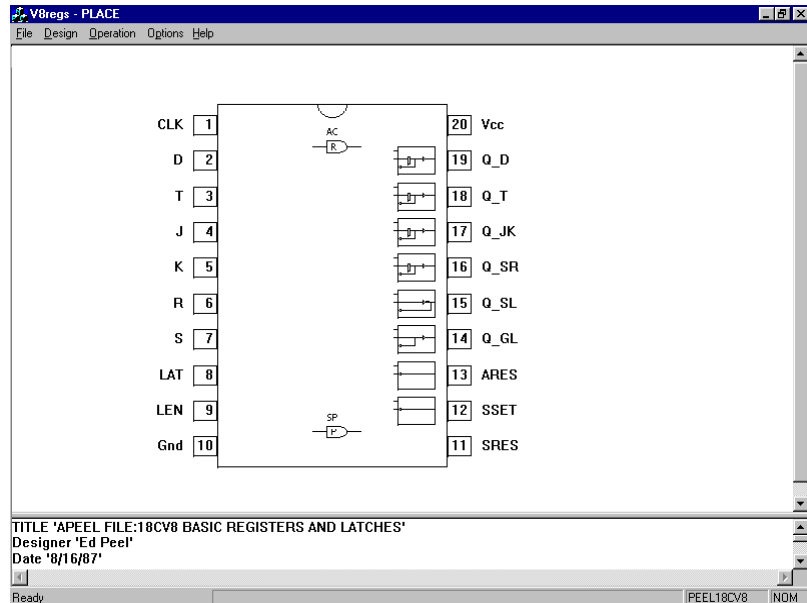 V8regs - PLACE
File Design Operation Options Help
CLK 1 20 Vcc
AC
R
D 2 19 Q_D
T 3 18 Q_T
J 4 17 Q_JK
K 5 16 Q_SR
R 6 15 Q_SL
S 7 14 Q_GL
LAT 8 13 ARES
LEN 9 12 SSET
SP
P
Gnd 10 11 SRES
TITLE 'APEEL FILE:18CV8 BASIC REGISTERS AND LATCHES'
Designer 'Ed Peel'
Date '8/16/87'
Ready PEEL18CV8 NOM